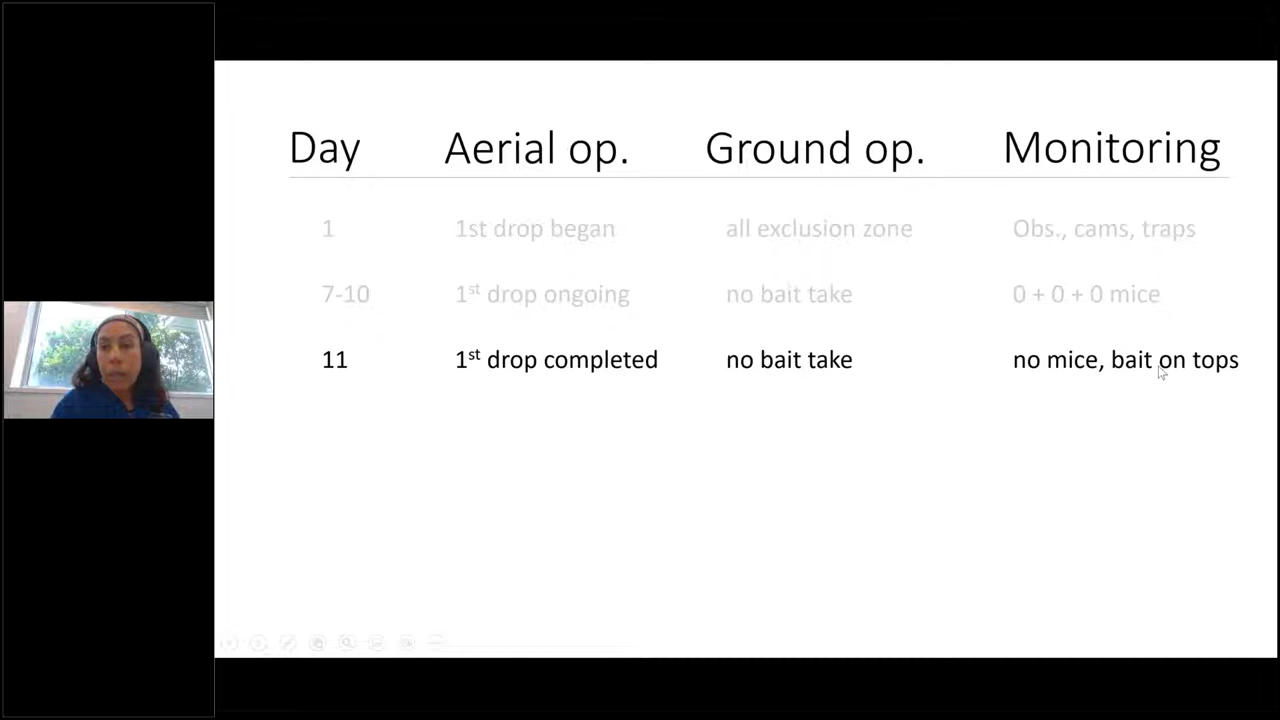 Day Aerial op. Ground op. Monitoring
1 1st drop began all exclusion zone Obs., cams, traps
7-10 1st drop ongoing no bait take 0 + 0 + 0 mice
11 1st drop completed no bait take no mice, bait on tops